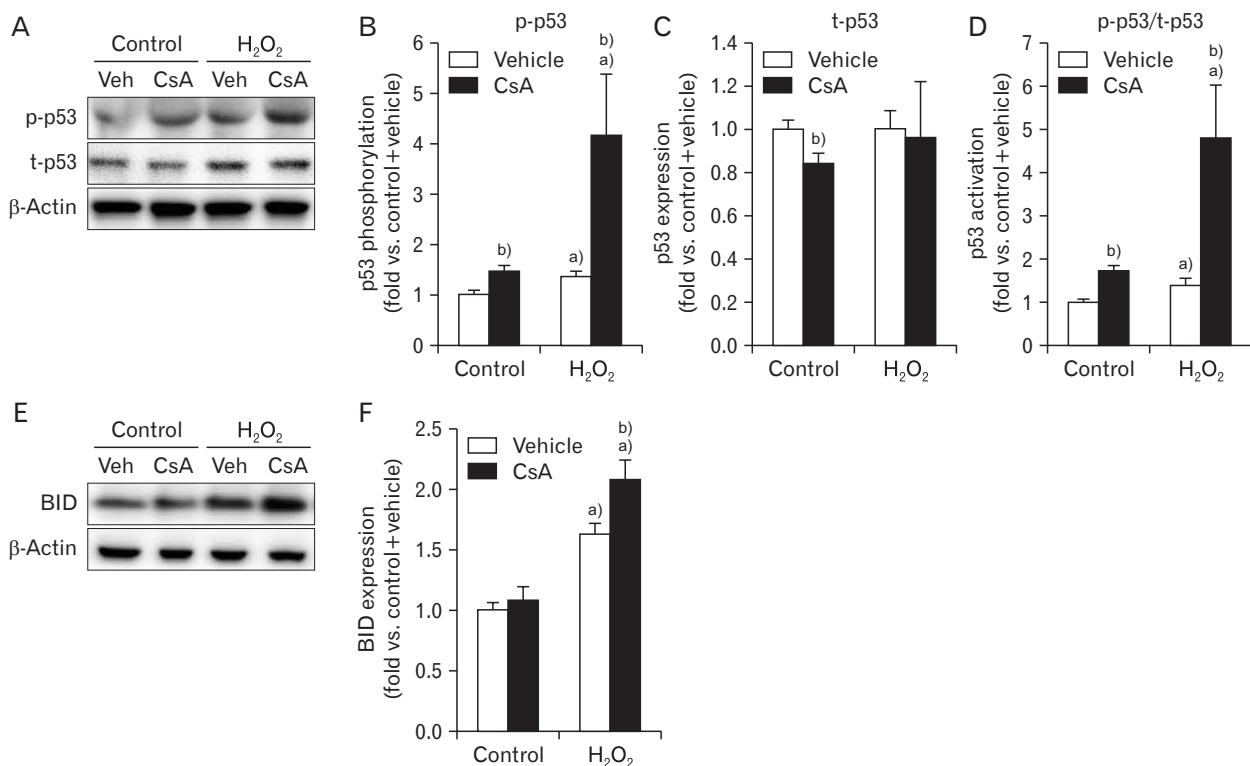 A
Control H₂O₂
Veh CsA Veh CsA
p-p53
t-p53
β-Actin
B
p-p53
p53 phosphorylation
(fold vs. control+vehicle)
6
5
4
3
2
1
0
Vehicle
CsA
b)
a)
b)
a)
Control H₂O₂
C
t-p53
p53 expression
(fold vs. control+vehicle)
1.4
1.2
1.0
0.8
0.6
0.4
0.2
0.0
Vehicle
CsA
b)
Control H₂O₂
D
p-p53/t-p53
p53 activation
(fold vs. control+vehicle)
7
6
5
4
3
2
1
0
Vehicle
CsA
b)
a)
b)
a)
Control H₂O₂
E
Control H₂O₂
Veh CsA Veh CsA
BID
β-Actin
F
BID expression
(fold vs. control+vehicle)
2.5
2.0
1.5
1.0
0.5
0.0
Vehicle
CsA
b)
a)
a)
Control H₂O₂